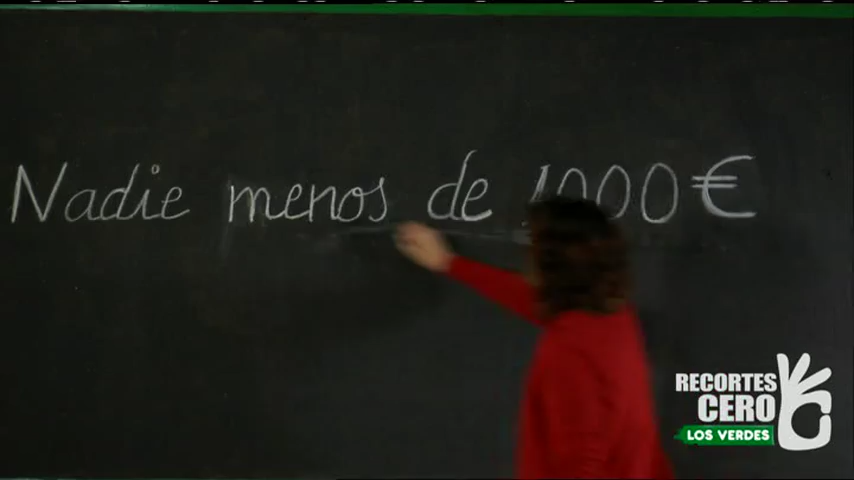 Nadie menos de 1000 €
RECORTES
CERO
LOS VERDES